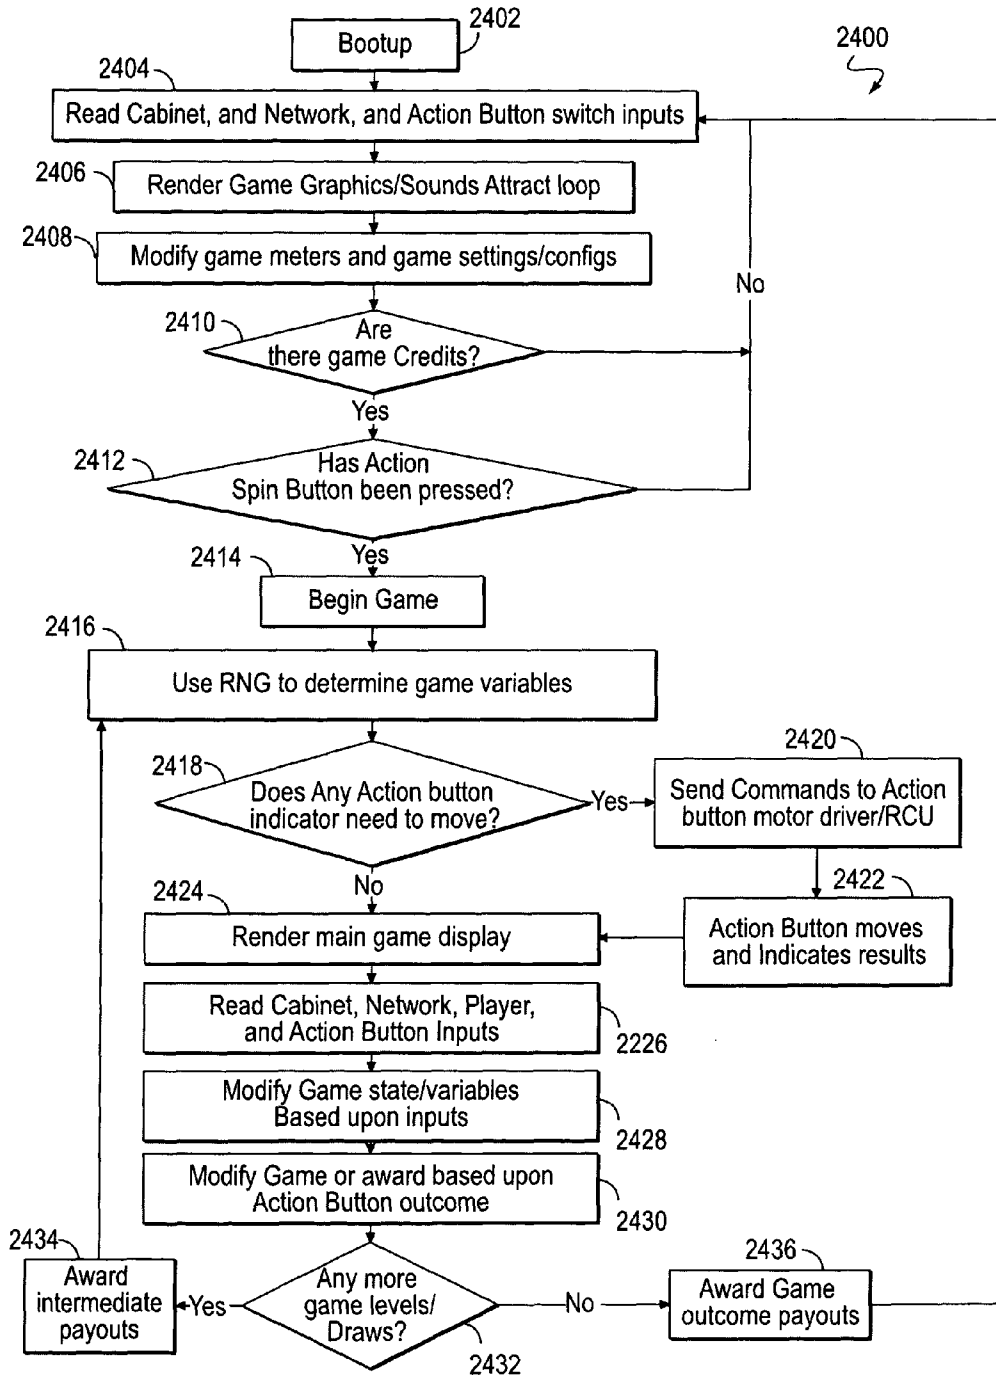 2402
Bootup
2400
2404
Read Cabinet, and Network, and Action Button switch inputs
2406
Render Game Graphics/Sounds Attract loop
2408
Modify game meters and game settings/configs
No
2410
Are
there game Credits?
Yes
2412
Has Action
Spin Button been pressed?
Yes
2414
Begin Game
2416
Use RNG to determine game variables
2418
Does Any Action button
indicator need to move?
Yes
2420
Send Commands to Action
button motor driver/RCU
No
2422
Action Button moves
and Indicates results
2424
Render main game display
Read Cabinet, Network, Player,
and Action Button Inputs
2226
Modify Game state/variables
Based upon inputs
2428
Modify Game or award based upon
Action Button outcome
2430
2434
Award
intermediate
payouts
Yes
Any more
game levels/
Draws?
2432
No
2436
Award Game
outcome payouts